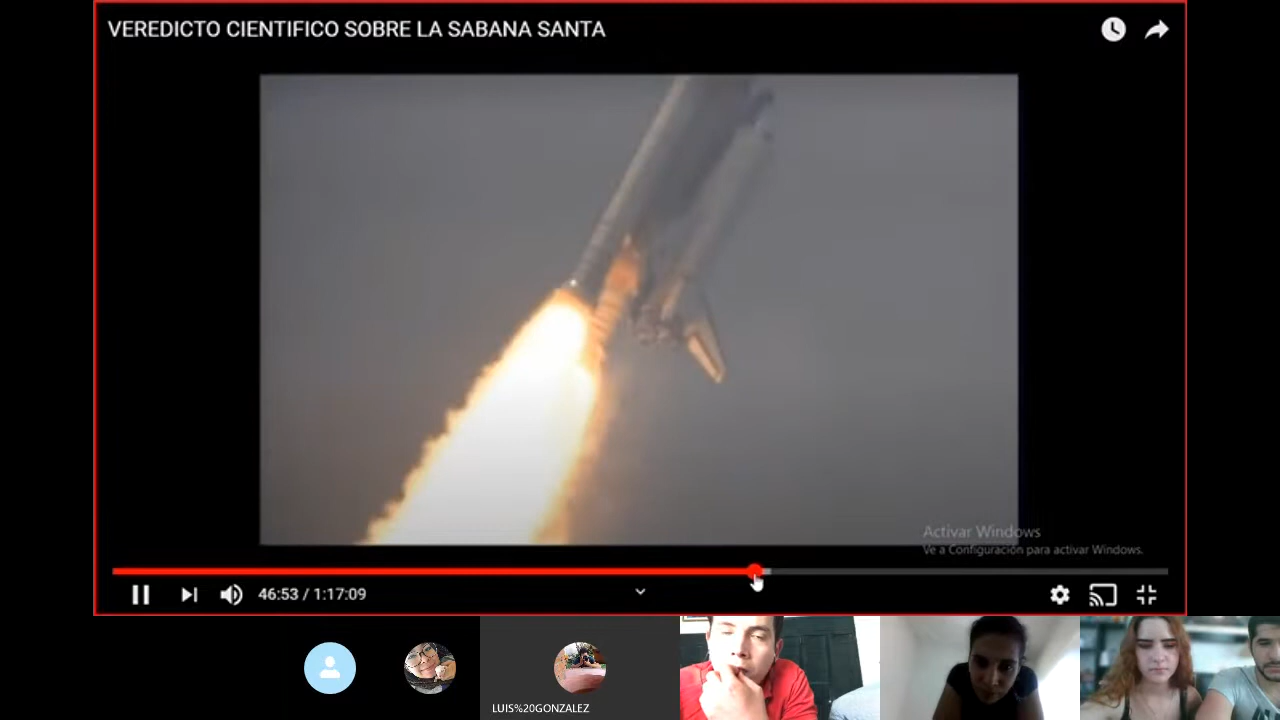 VEREDICTO CIENTIFICO SOBRE LA SABANA SANTA
Activar Windows
Ve a Configuración para activar Windows.
46:53 / 1:17:09
LUIS%20GONZALEZ